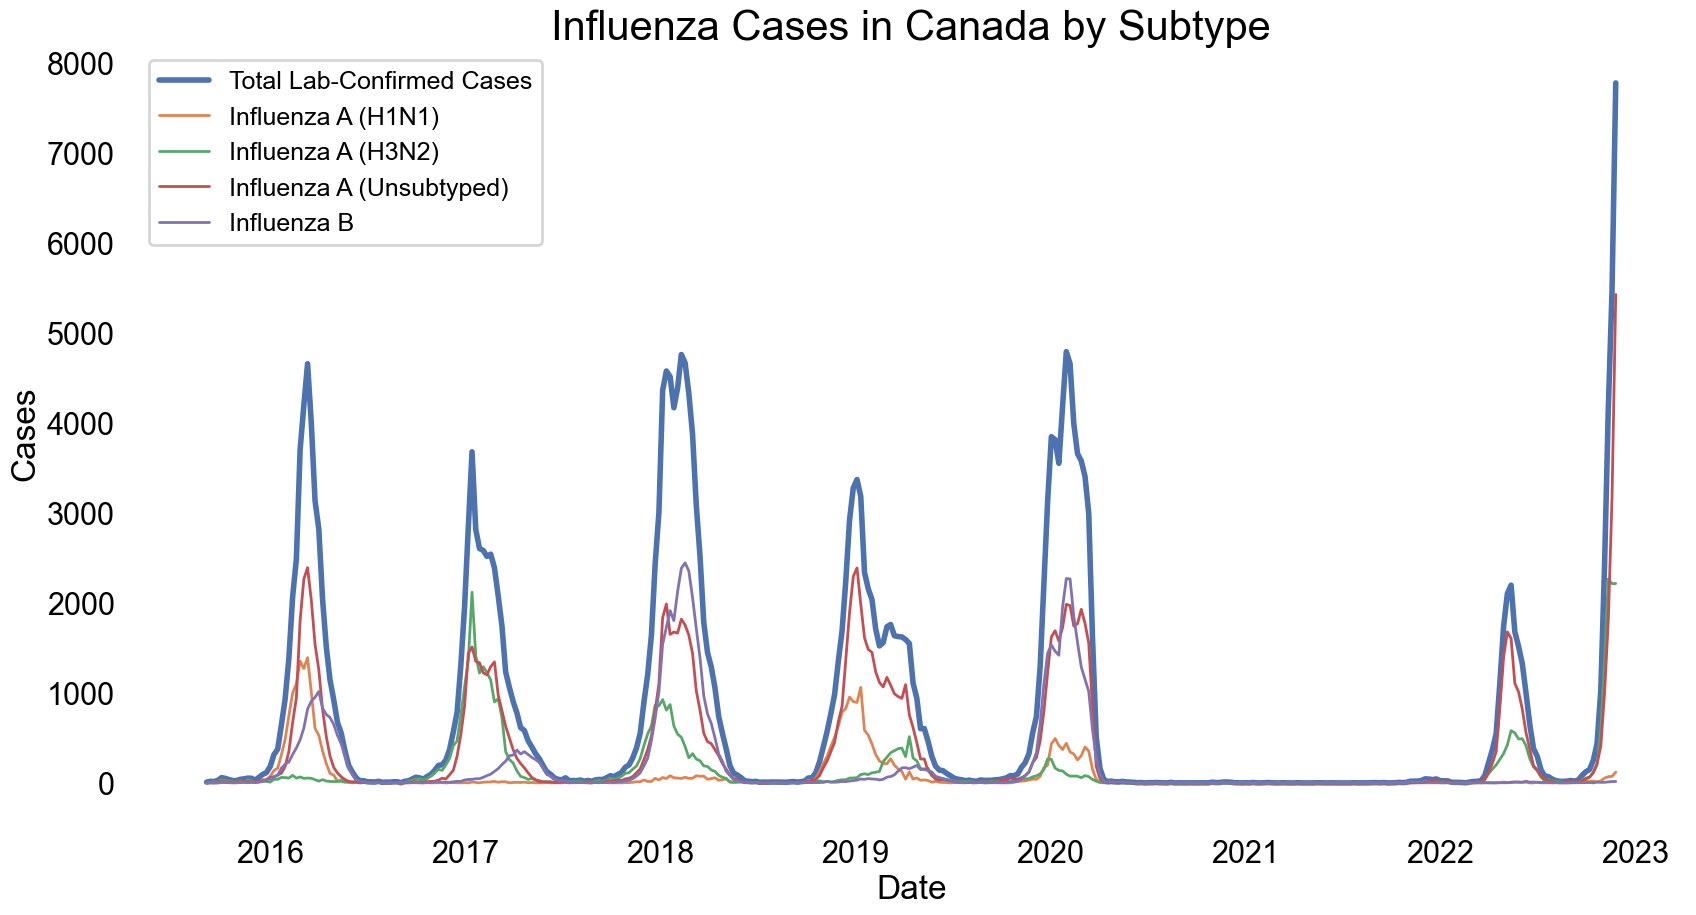 Influenza Cases in Canada by Subtype
8000
7000
6000
5000
4000
3000
2000
1000
0
Cases
Total Lab-Confirmed Cases
Influenza A (H1N1)
Influenza A (H3N2)
Influenza A (Unsubtyped)
Influenza B
2016 2017 2018 2019 2020 2021 2022 2023
Date